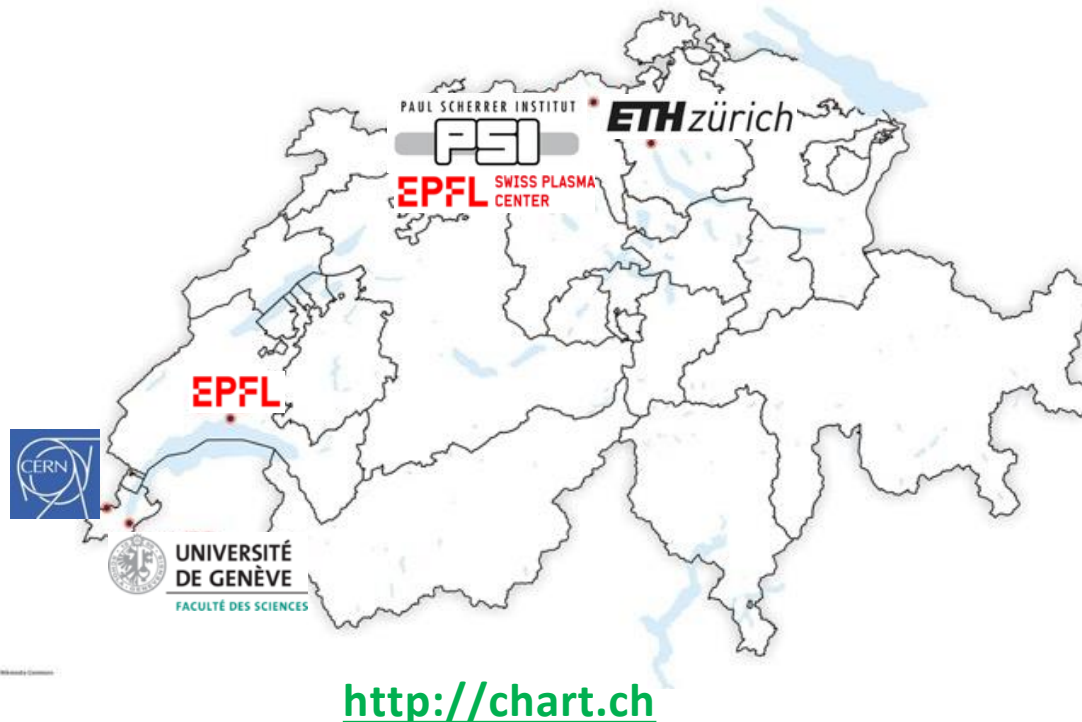 PAUL SCHERRER INSTITUT
PSI
ETH zürich
EPFL SWISS PLASMA
CENTER
EPFL
CERN
UNIVERSITÉ
DE GENÈVE
FACULTÉ DES SCIENCES
http://chart.ch